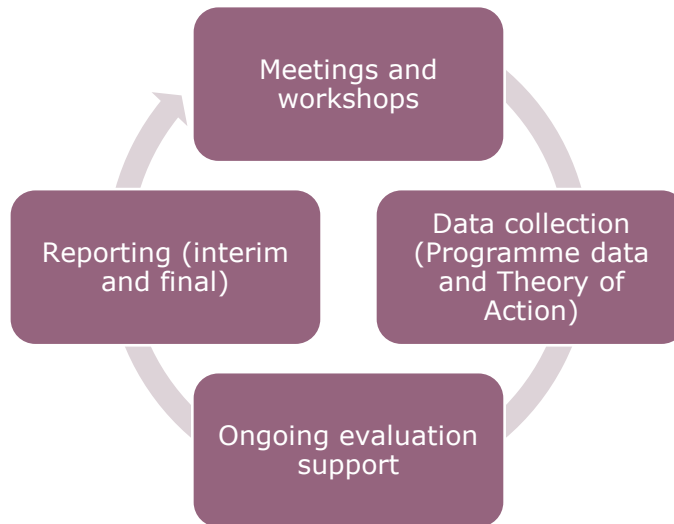 Meetings and
workshops
Data collection
(Programme data
and Theory of
Action)
Ongoing evaluation
support
Reporting (interim
and final)